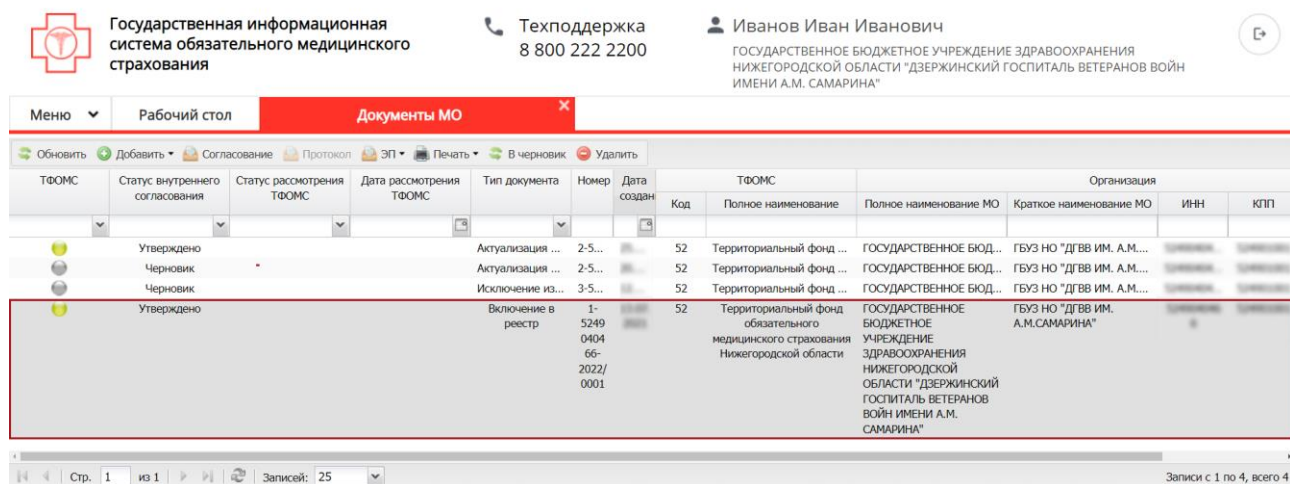 Государственная информационная
система обязательного медицинского
страхования
Техподдержка
8 800 222 2200
Иванов Иван Иванович
ГОСУДАРСТВЕННОЕ БЮДЖЕТНОЕ УЧРЕЖДЕНИЕ ЗДРАВООХРАНЕНИЯ
НИЖЕГОРОДСКОЙ ОБЛАСТИ "ДЗЕРЖИНСКИЙ ГОСПИТАЛЬ ВЕТЕРАНОВ ВОЙН
ИМЕНИ А.М. САМАРИНА"
Меню Рабочий стол Документы МО
Обновить Добавить Согласование Протокол ЭП Печать В черновик Удалить
ТФОМС Статус внутреннего согласования Статус рассмотрения ТФОМС Дата рассмотрения ТФОМС Тип документа Номер Дата создан ТФОМС Организация
Код Полное наименование Полное наименование МО Краткое наименование МО ИНН КПП
Утверждено Актуализация ... 2-5... 52 Территориальный фонд ... ГОСУДАРСТВЕННОЕ БЮД... ГБУЗ НО "ДГВВ ИМ. А.М....
Черновик Актуализация ... 2-5... 52 Территориальный фонд ... ГОСУДАРСТВЕННОЕ БЮД... ГБУЗ НО "ДГВВ ИМ. А.М....
Черновик Исключение из... 3-5... 52 Территориальный фонд ... ГОСУДАРСТВЕННОЕ БЮД... ГБУЗ НО "ДГВВ ИМ. А.М....
Утверждено Включение в 1- 52 Территориальный фонд ГОСУДАРСТВЕННОЕ ГБУЗ НО "ДГВВ ИМ.
реестр 5249 обязательного БЮДЖЕТНОЕ А.М.САМАРИНА"
0404 медицинского страхования УЧРЕЖДЕНИЕ
66- Нижегородской области ЗДРАВООХРАНЕНИЯ
2022/ НИЖЕГОРОДСКОЙ
0001 ОБЛАСТИ "ДЗЕРЖИНСКИЙ
ГОСПИТАЛЬ ВЕТЕРАНОВ
ВОЙН ИМЕНИ А.М.
САМАРИНА"
Стр. 1 из 1 Записей: 25 Записи с 1 по 4, всего 4